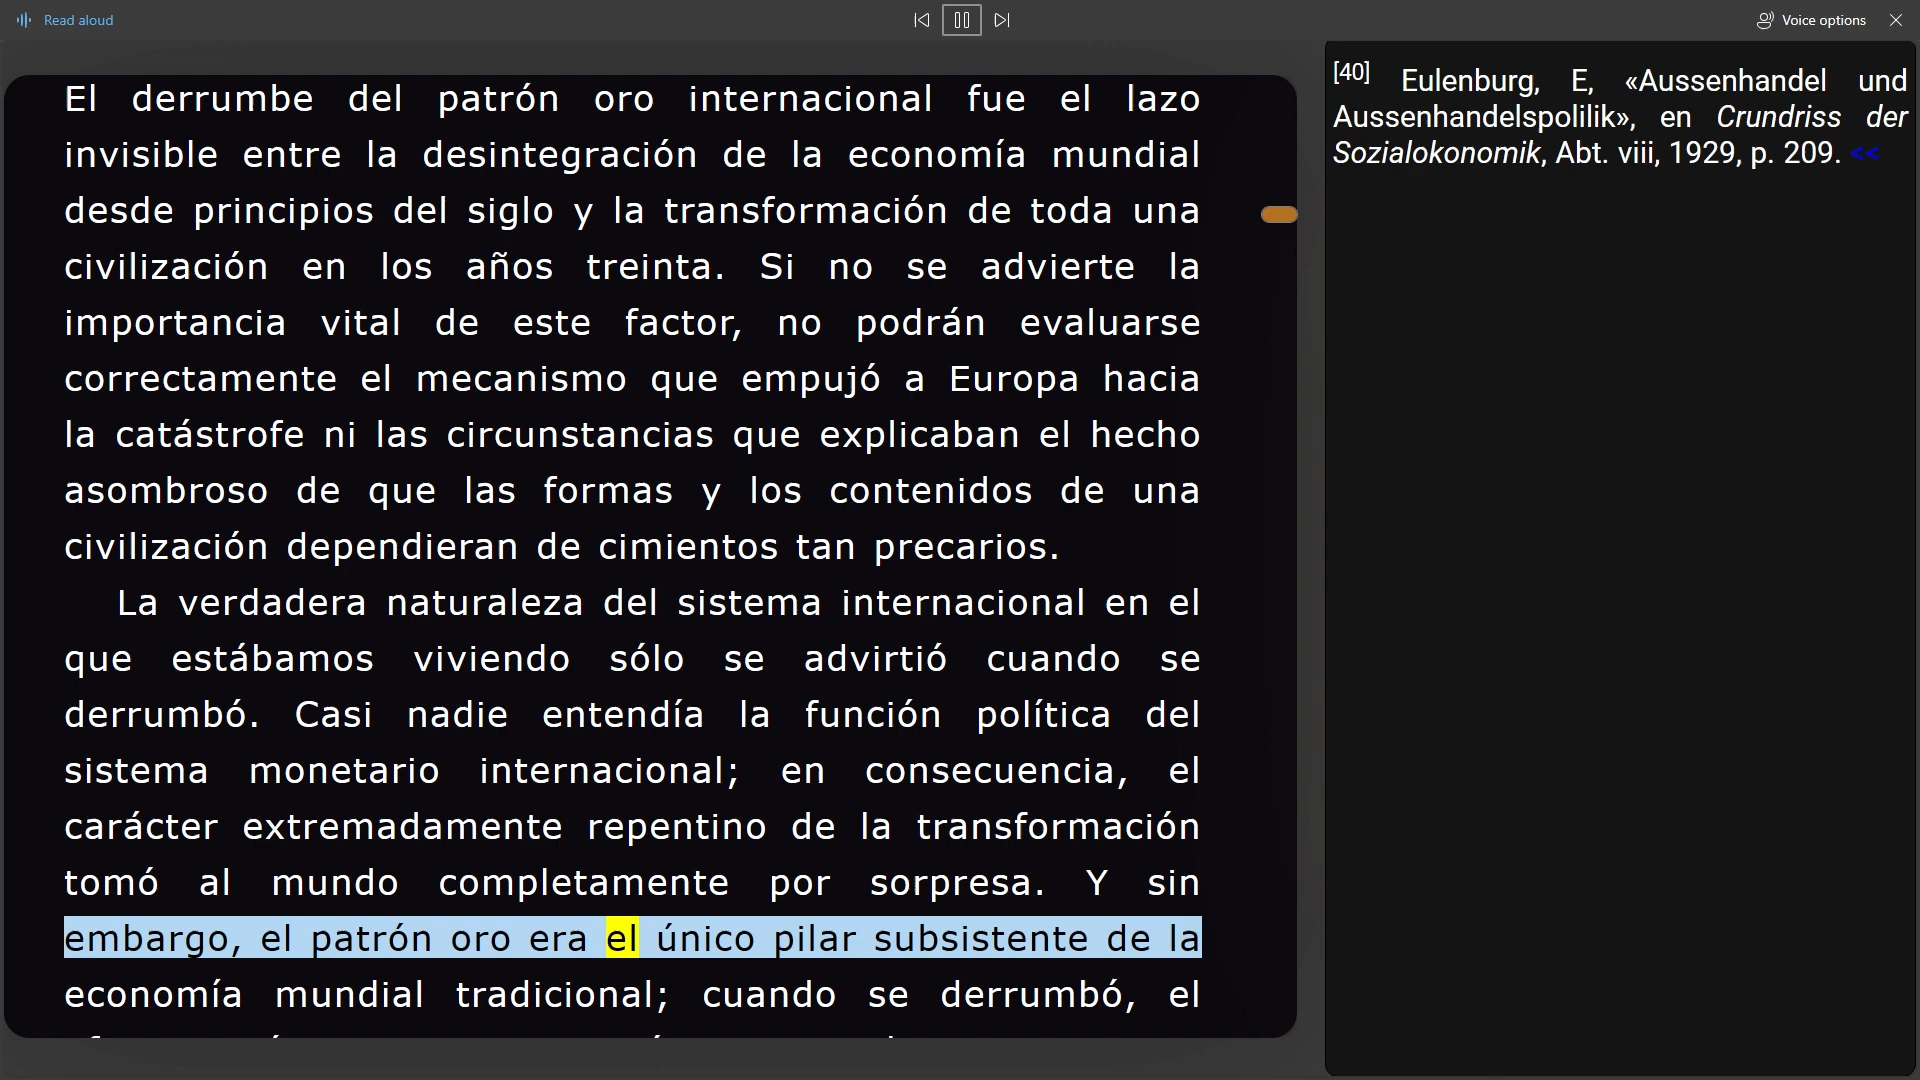 Read aloud
Voice options
El derrumbe del patrón oro internacional fue el lazo
invisible entre la desintegración de la economía mundial
desde principios del siglo y la transformación de toda una
civilización en los años treinta. Si no se advierte la
importancia vital de este factor, no podrán evaluarse
correctamente el mecanismo que empujó a Europa hacia
la catástrofe ni las circunstancias que explicaban el hecho
asombroso de que las formas y los contenidos de una
civilización dependieran de cimientos tan precarios.
La verdadera naturaleza del sistema internacional en el
que estábamos viviendo sólo se advirtió cuando se
derrumbó. Casi nadie entendía la función política del
sistema monetario internacional; en consecuencia, el
carácter extremadamente repentino de la transformación
tomó al mundo completamente por sorpresa. Y sin
embargo, el patrón oro era el único pilar subsistente de la
economía mundial tradicional; cuando se derrumbó, el
[40] Eulenburg, E, «Aussenhandel und
Aussenhandelspolilik», en Crundriss der
Sozialokonomik, Abt. viii, 1929, p. 209. <<